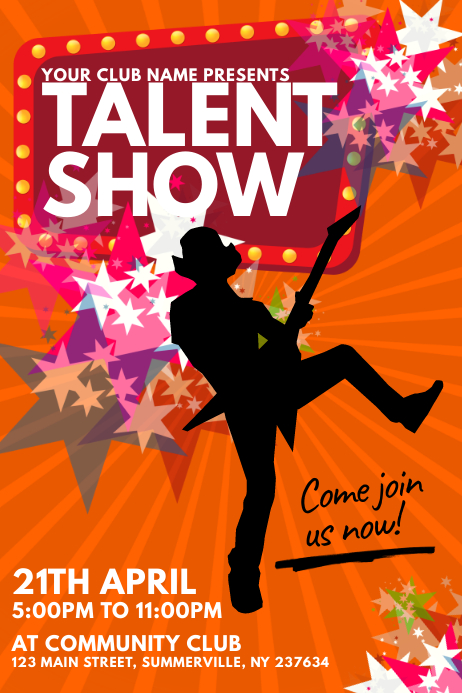 YOUR CLUB NAME PRESENTS
TALENT
SHOW
Come join
us now!
21TH APRIL
5:00PM TO 11:00PM
AT COMMUNITY CLUB
123 MAIN STREET, SUMMERVILLE, NY 237634